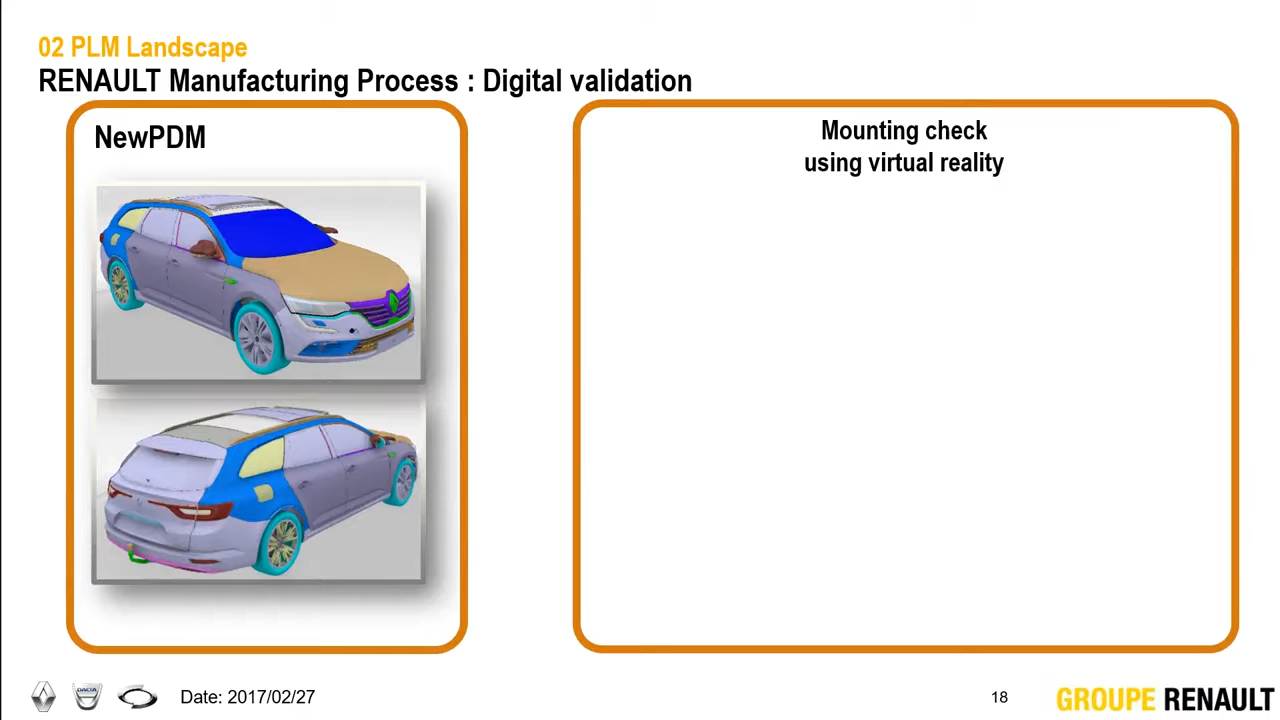 02 PLM Landscape
RENAULT Manufacturing Process : Digital validation
NewPDM
Mounting check
using virtual reality
DACIA
Date: 2017/02/27
18
GROUPE RENAULT